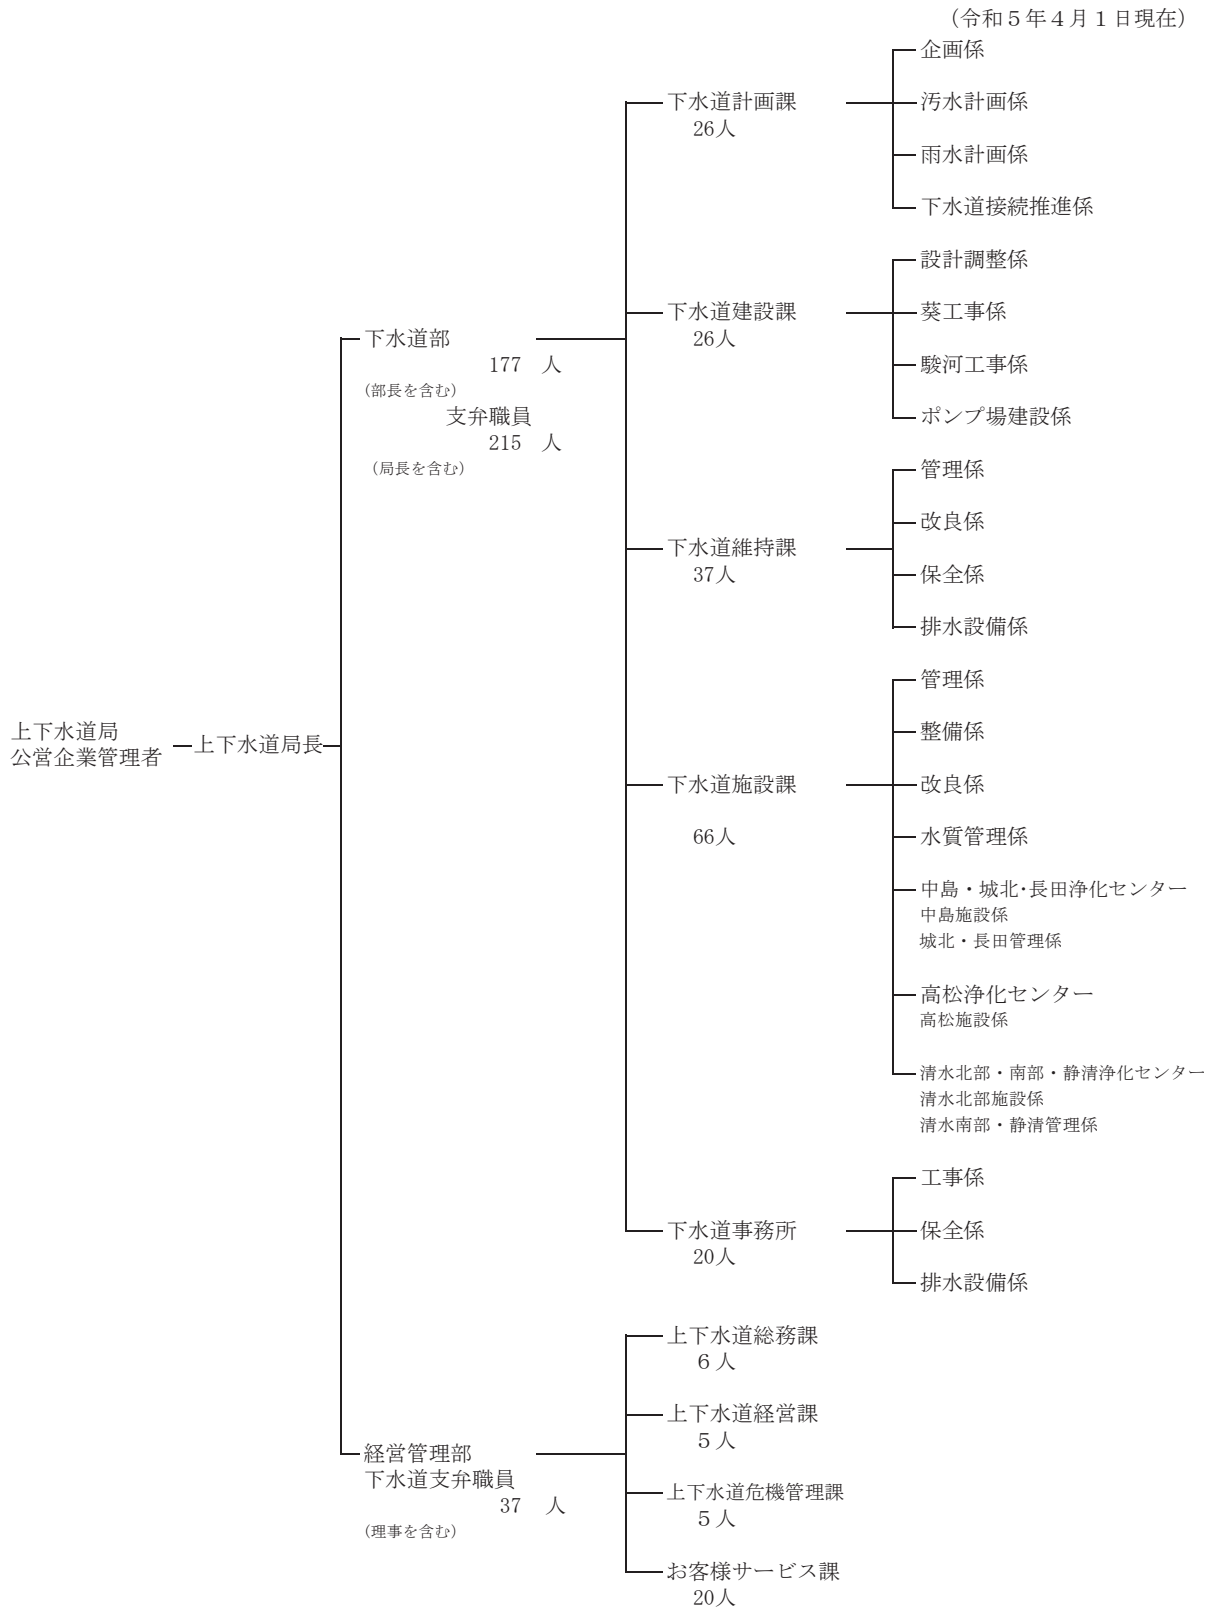 （令和５年４月１日現在）
企画係
下水道計画課
26人
汚水計画係
雨水計画係
下水道接続推進係
設計調整係
下水道建設課
26人
葵工事係
駿河工事係
ポンプ場建設係
下水道部
177 人
(部長を含む)
支弁職員
215 人
(局長を含む)
管理係
改良係
下水道維持課
37人
保全係
排水設備係
管理係
整備係
上下水道局
公営企業管理者
上下水道局長
下水道施設課
66人
改良係
水質管理係
中島・城北・長田浄化センター
中島施設係
城北・長田管理係
高松浄化センター
高松施設係
清水北部・南部・静清浄化センター
清水北部施設係
清水南部・静清管理係
工事係
下水道事務所
20人
保全係
排水設備係
上下水道総務課
６人
上下水道経営課
５人
経営管理部
下水道支弁職員
37 人
(理事を含む)
上下水道危機管理課
５人
お客様サービス課
20人